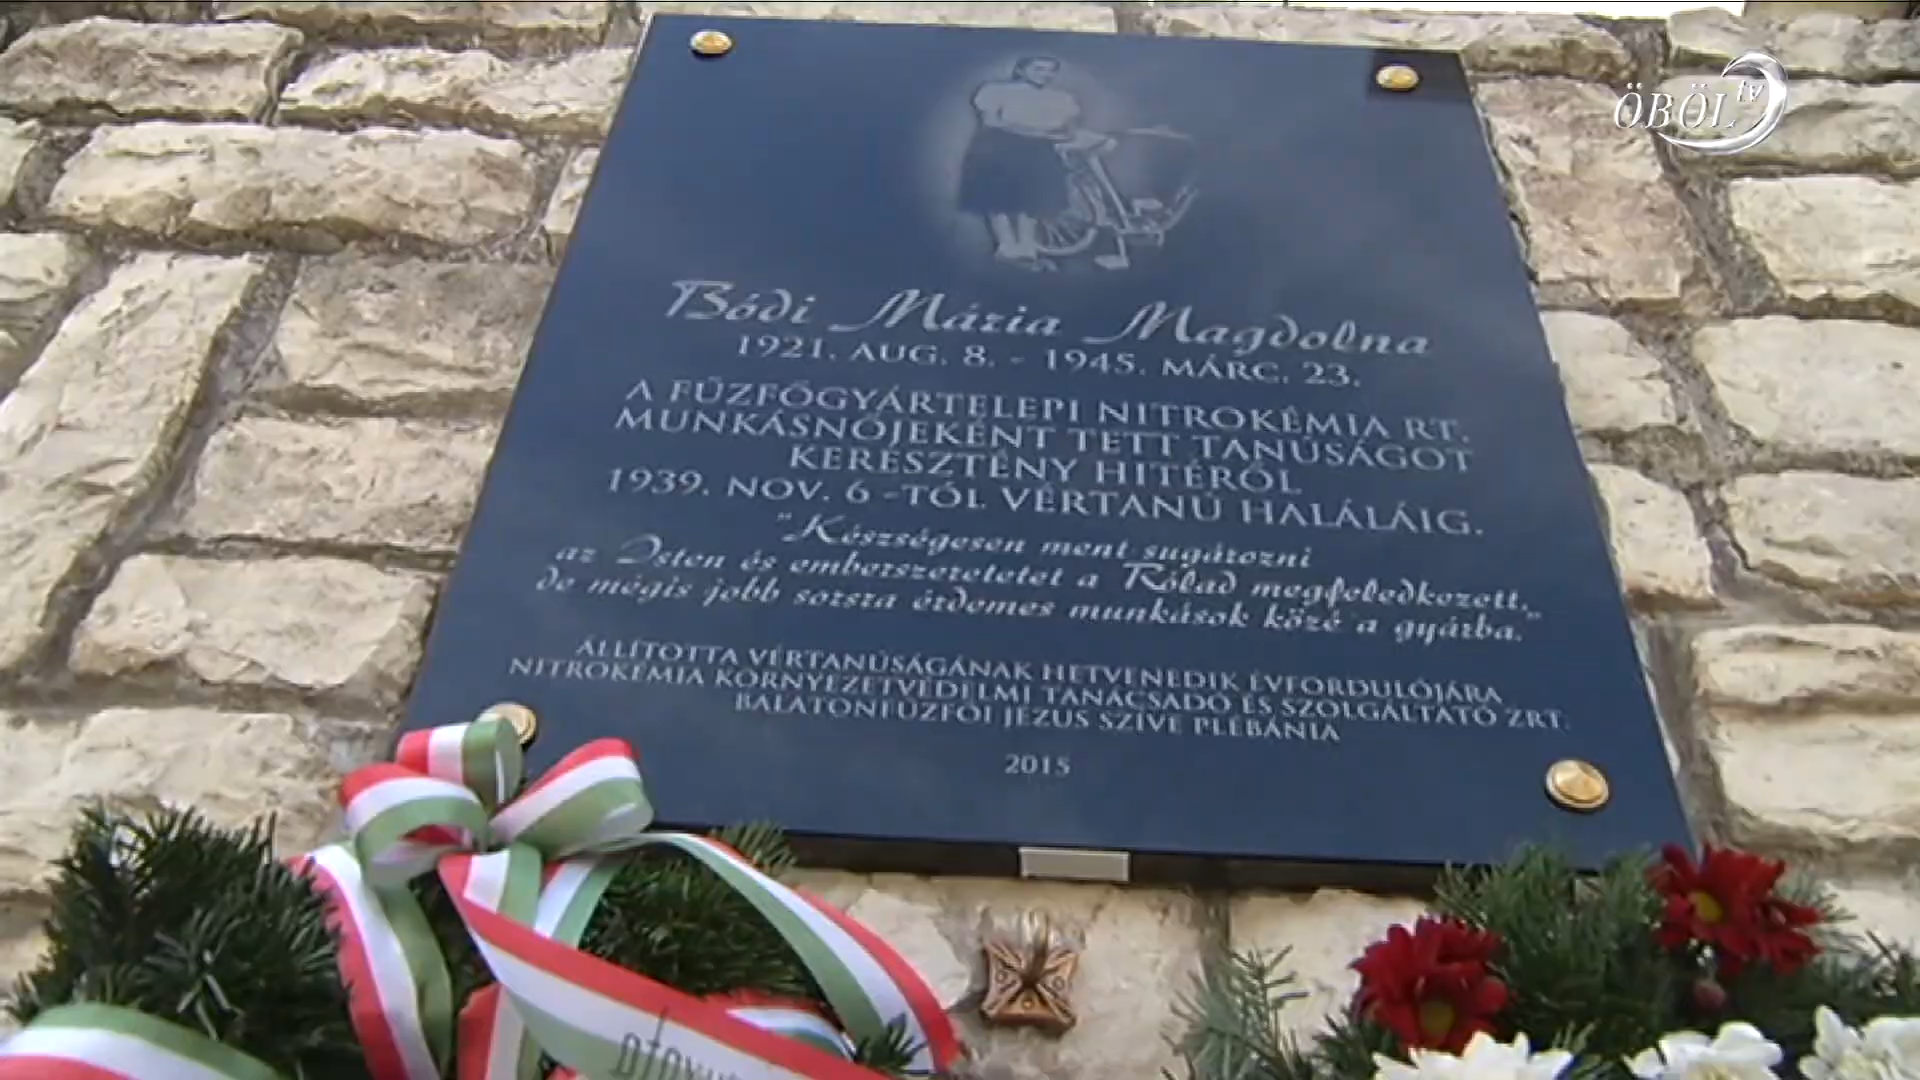 ÖBÖL TV
Bódi Mária Magdolna
1921. AUG. 8. - 1945. MÁRC. 23.
A FŰZFŐGYÁRTELEPI NITROKÉMIA RT.
MUNKÁSNŐJEKÉNT TETT TANÚSÁGOT
KERESZTÉNY HITÉRŐL
1939. NOV. 6-TÓL VÉRTANÚ HALÁLÁIG.
"Készségesen ment sugározni
az Isten és emberszeretetet a Rólad megfeledkezett,
de mégis jobb sorsra érdemes munkások közé a gyárba."
ÁLLÍTOTTA VÉRTANÚSÁGÁNAK HETVENEDIK ÉVFORDULÓJÁRA
NITROKÉMIA KÖRNYEZETVÉDELMI TANÁCSADÓ ÉS SZOLGÁLTATÓ ZRT.
BALATONFŰZFŐI JÉZUS SZÍVE PLÉBÁNIA
2015